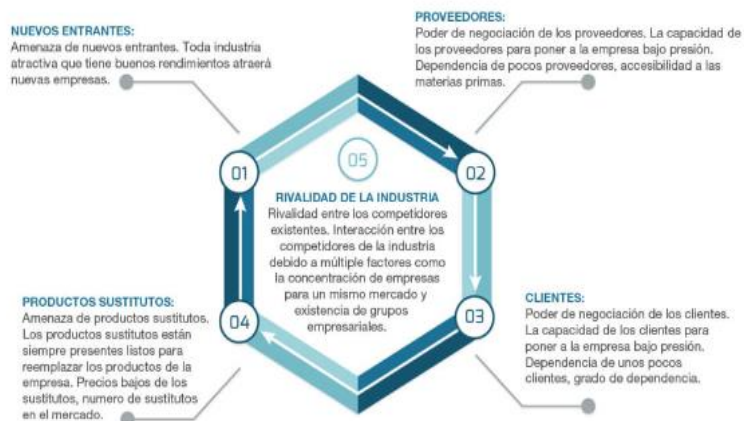 NUEVOS ENTRANTES:
Amenaza de nuevos entrantes. Toda industria
atractiva que tiene buenos rendimientos atraerá
nuevas empresas.
PROVEEDORES:
Poder de negociación de los proveedores. La capacidad de
los proveedores para poner a la empresa bajo presión.
Dependencia de pocos proveedores, accesibilidad a las
materias primas.
01
02
05
RIVALIDAD DE LA INDUSTRIA
Rivalidad entre los competidores
existentes. Interacción entre los
competidores de la industria
debido a múltiple factores como
la concentración de empresas
para un mismo mercado y
existencia de grupos
empresariales.
PRODUCTOS SUSTITUTOS:
Amenaza de productos sustitutos.
Los productos sustitutos están
siempre presentes listos para
reemplazar los productos de la
empresa. Precios bajos de los
sustitutos, numero de sustitutos
en el mercado.
04
03
CLIENTES:
Poder de negociación de los clientes.
La capacidad de los clientes para
poner a la empresa bajo presión.
Dependencia de unos pocos
clientes, grado de dependencia.